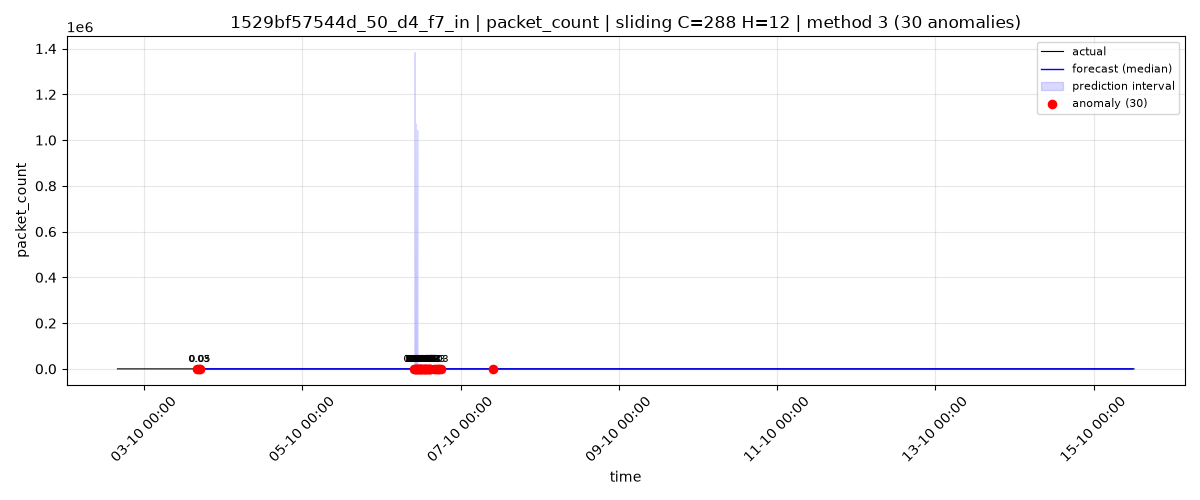 1529bf57544d_50_d4_f7_in | packet_count | sliding C=288 H=12 | method 3 (30 anomalies)
1e6
1.4
1.2
1.0
0.8
0.6
0.4
0.2
0.0
packet_count
actual
forecast (median)
prediction interval
anomaly (30)
03-10 00:00
05-10 00:00
07-10 00:00
09-10 00:00
11-10 00:00
13-10 00:00
15-10 00:00
time